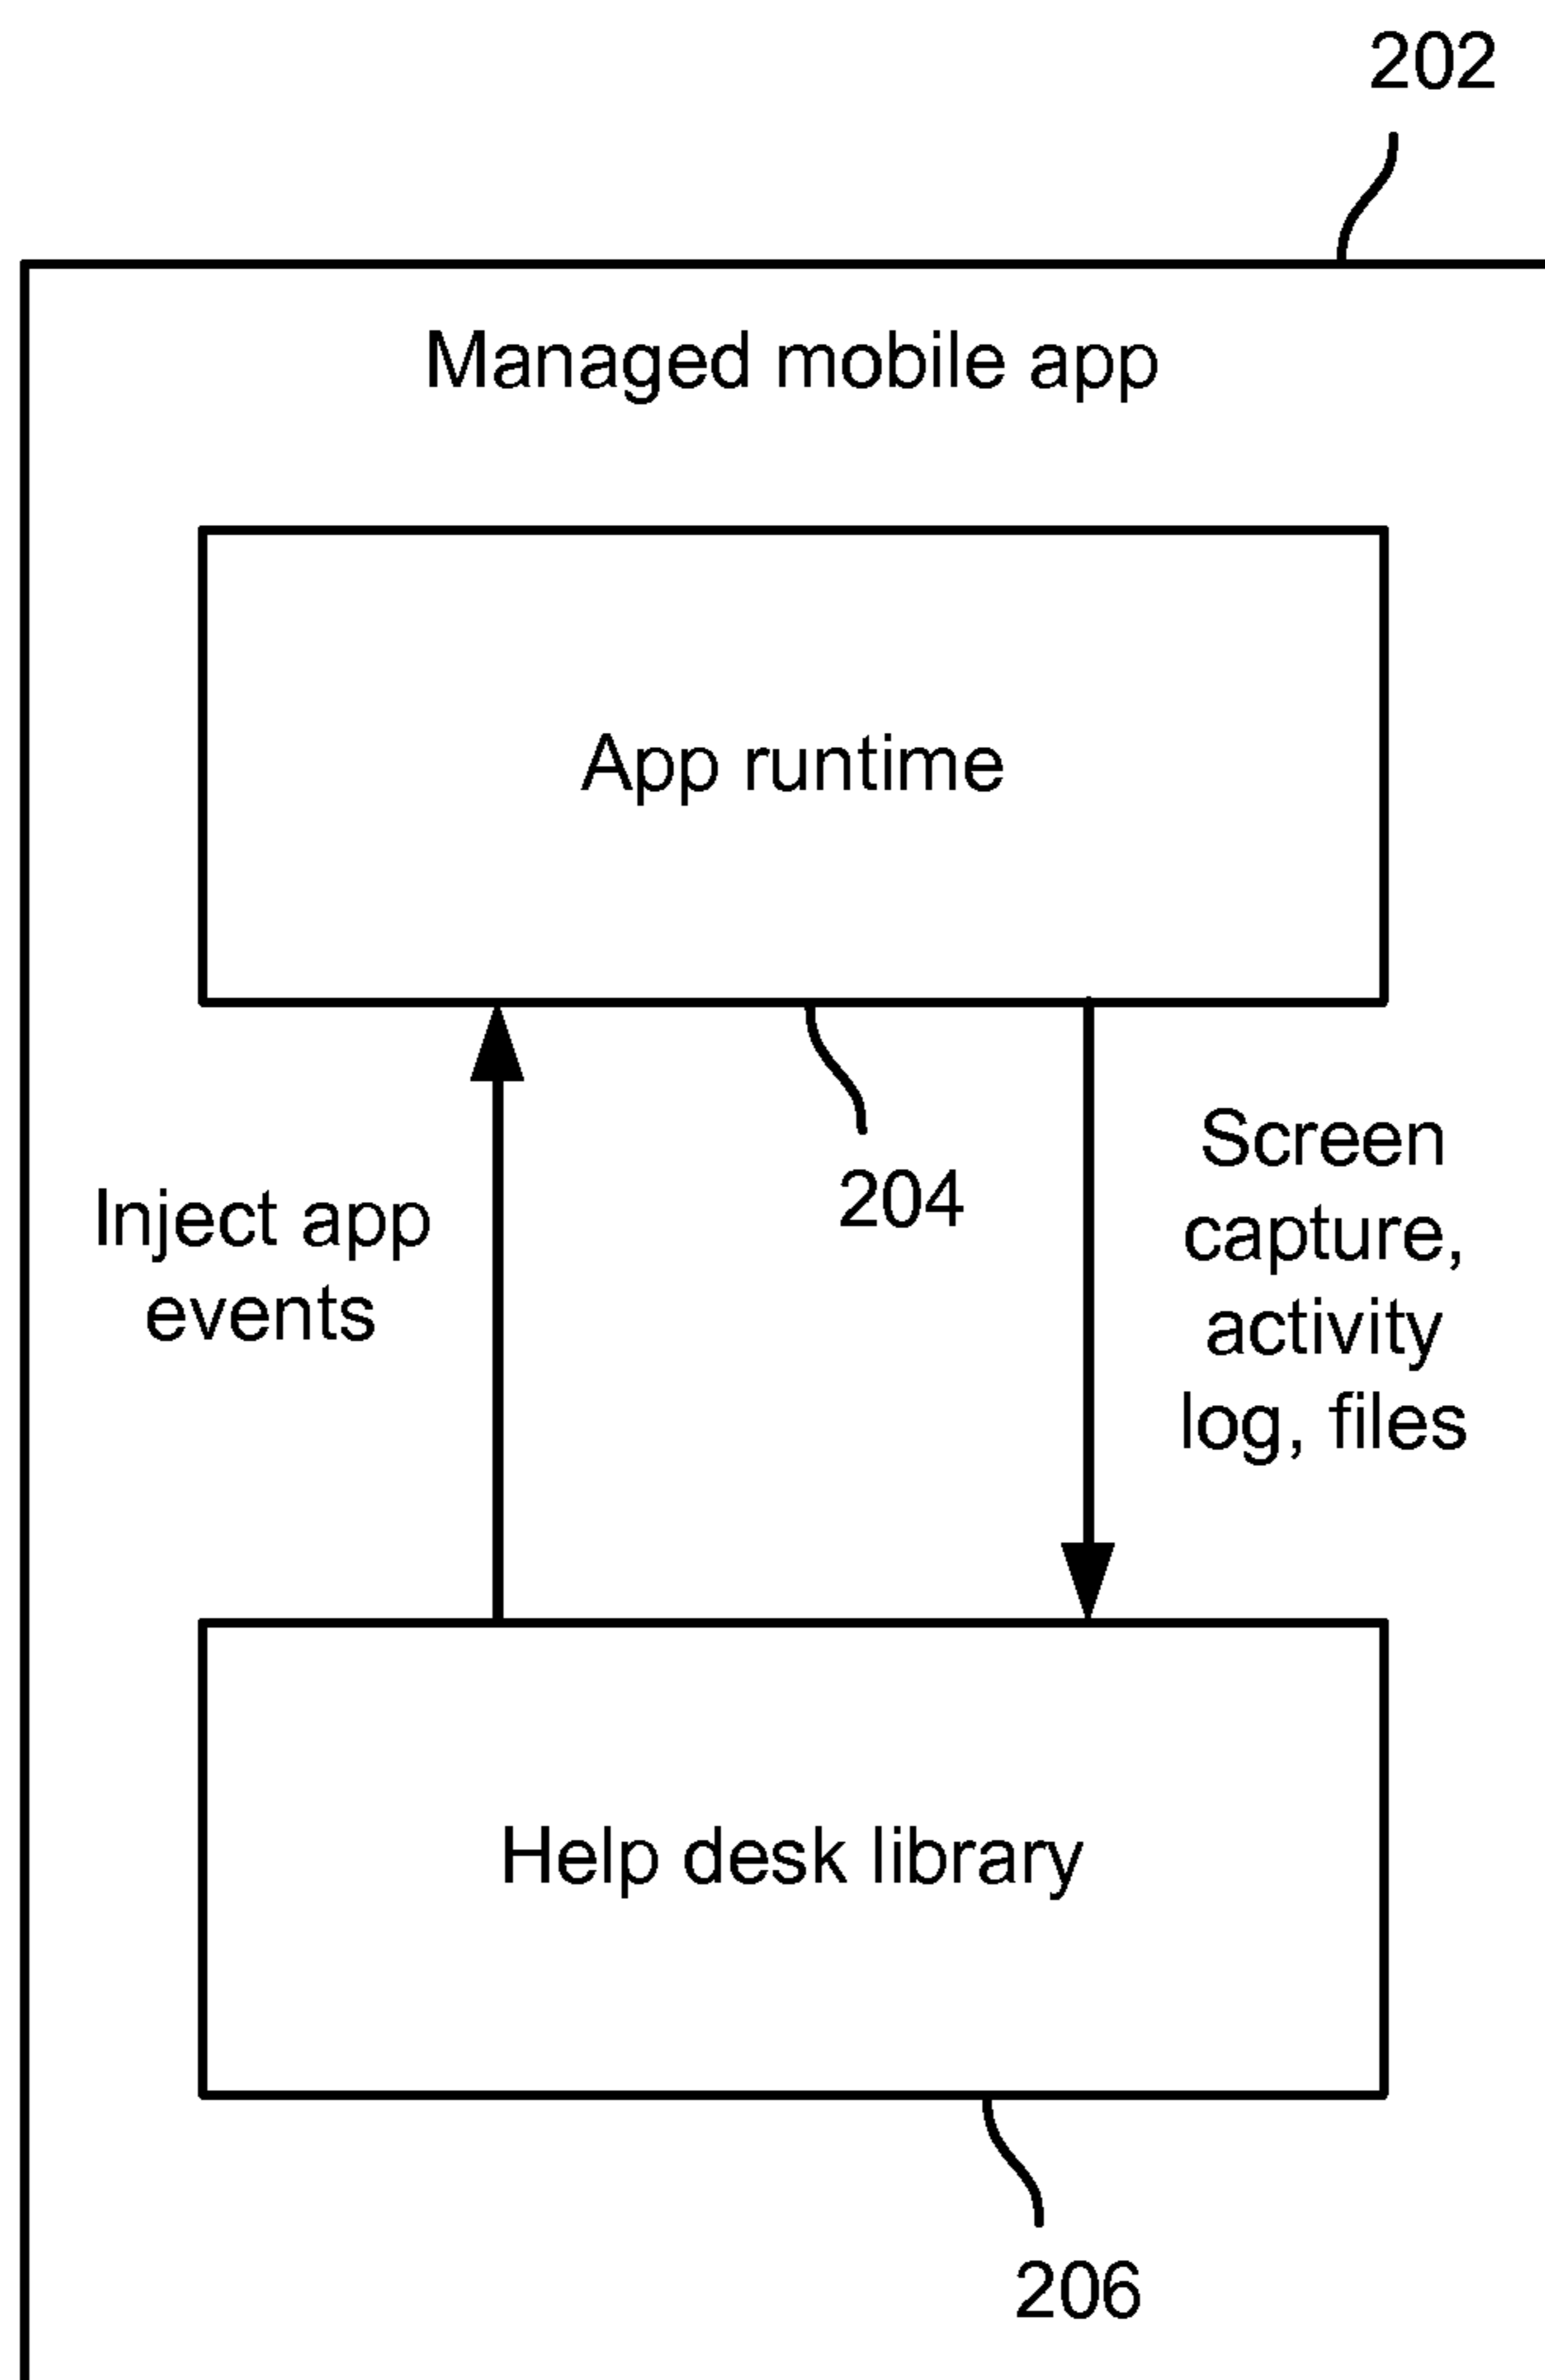 202
Managed mobile app
App runtime
204
Inject app
events
Screen
capture,
activity
log, files
Help desk library
206